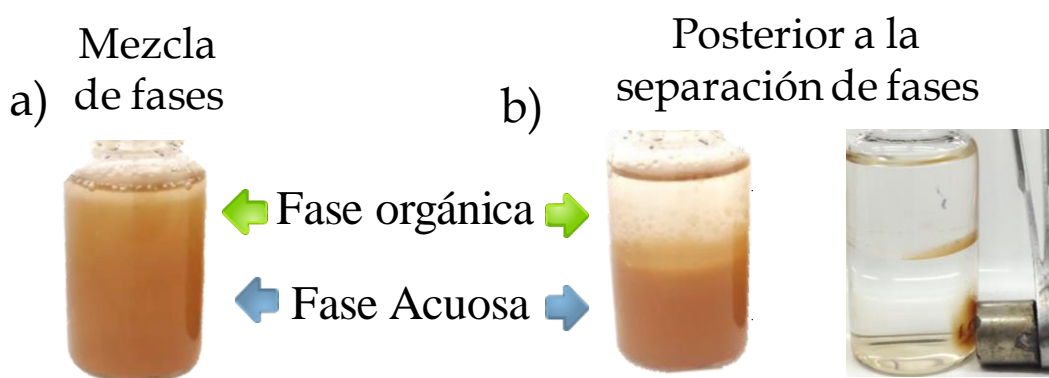 Mezcla
de fases
a)
Posterior a la
separación de fases
b)
Fase orgánica
Fase Acuosa